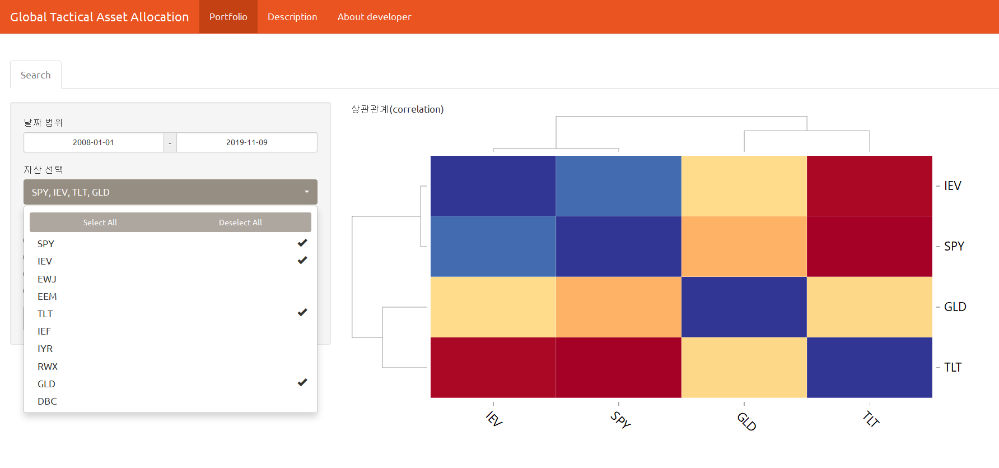 Global Tactical Asset Allocation Portfolio Description About developer
Search
날짜 범위
2008-01-01 - 2019-11-09
자산 선택
SPY, IEV, TLT, GLD
Select All Deselect All
SPY
IEV
EWJ
EEM
TLT
IEF
IYR
RWX
GLD
DBC
상관관계(correlation)
IEV
SPY
GLD
TLT
IEV SPY GLD TLT